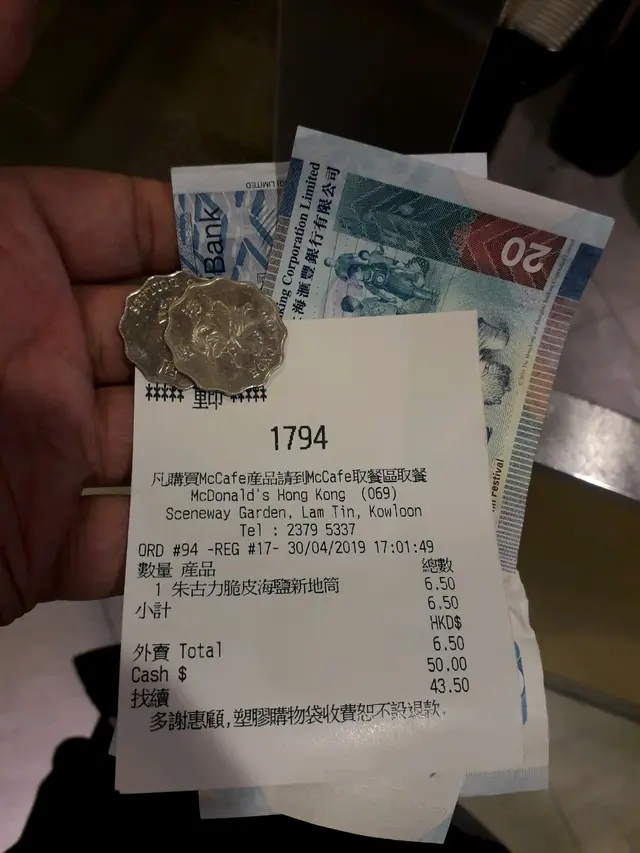 LIMITED
Bank
king Corporation Limited
海滙豐銀行有限公司
20
Festival
***** 重印 *****
1794
凡購買McCafe產品請到McCafe取餐區取餐
McDonald's Hong Kong (069)
Sceneway Garden, Lam Tin, Kowloon
Tel : 2379 5337
ORD #94 -REG #17- 30/04/2019 17:01:49
數量 產品 總數
1 朱古力脆皮海鹽新地筒 6.50
小計 6.50
HKD$
外賣 Total 6.50
Cash $ 50.00
找續 43.50
多謝惠顧,塑膠購物袋收費恕不設退款.